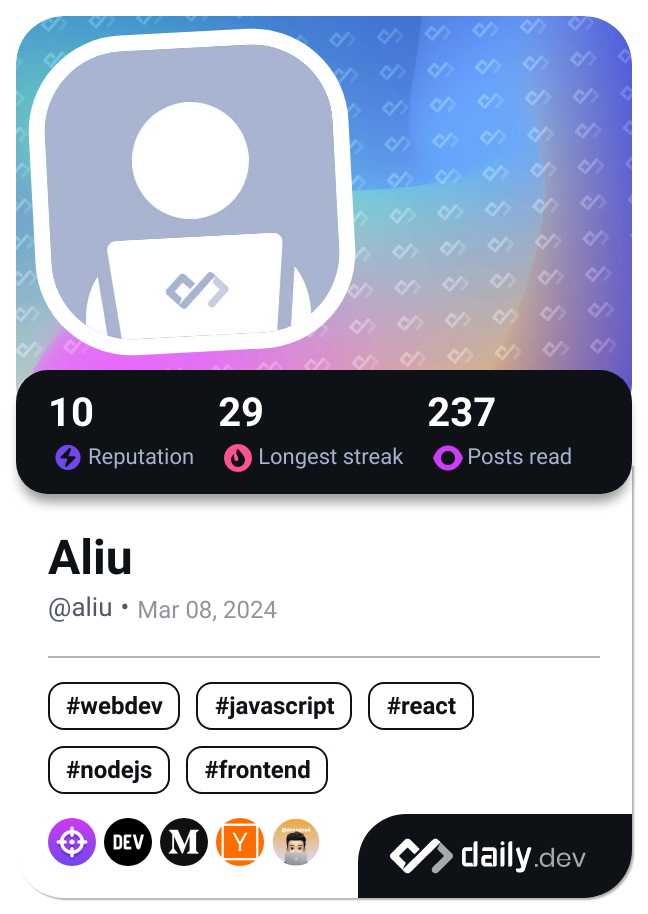 10 29 237
Reputation Longest streak Posts read
Aliu
@aliu • Mar 08, 2024
#webdev #javascript #react
#nodejs #frontend
DEV M Y
daily.dev